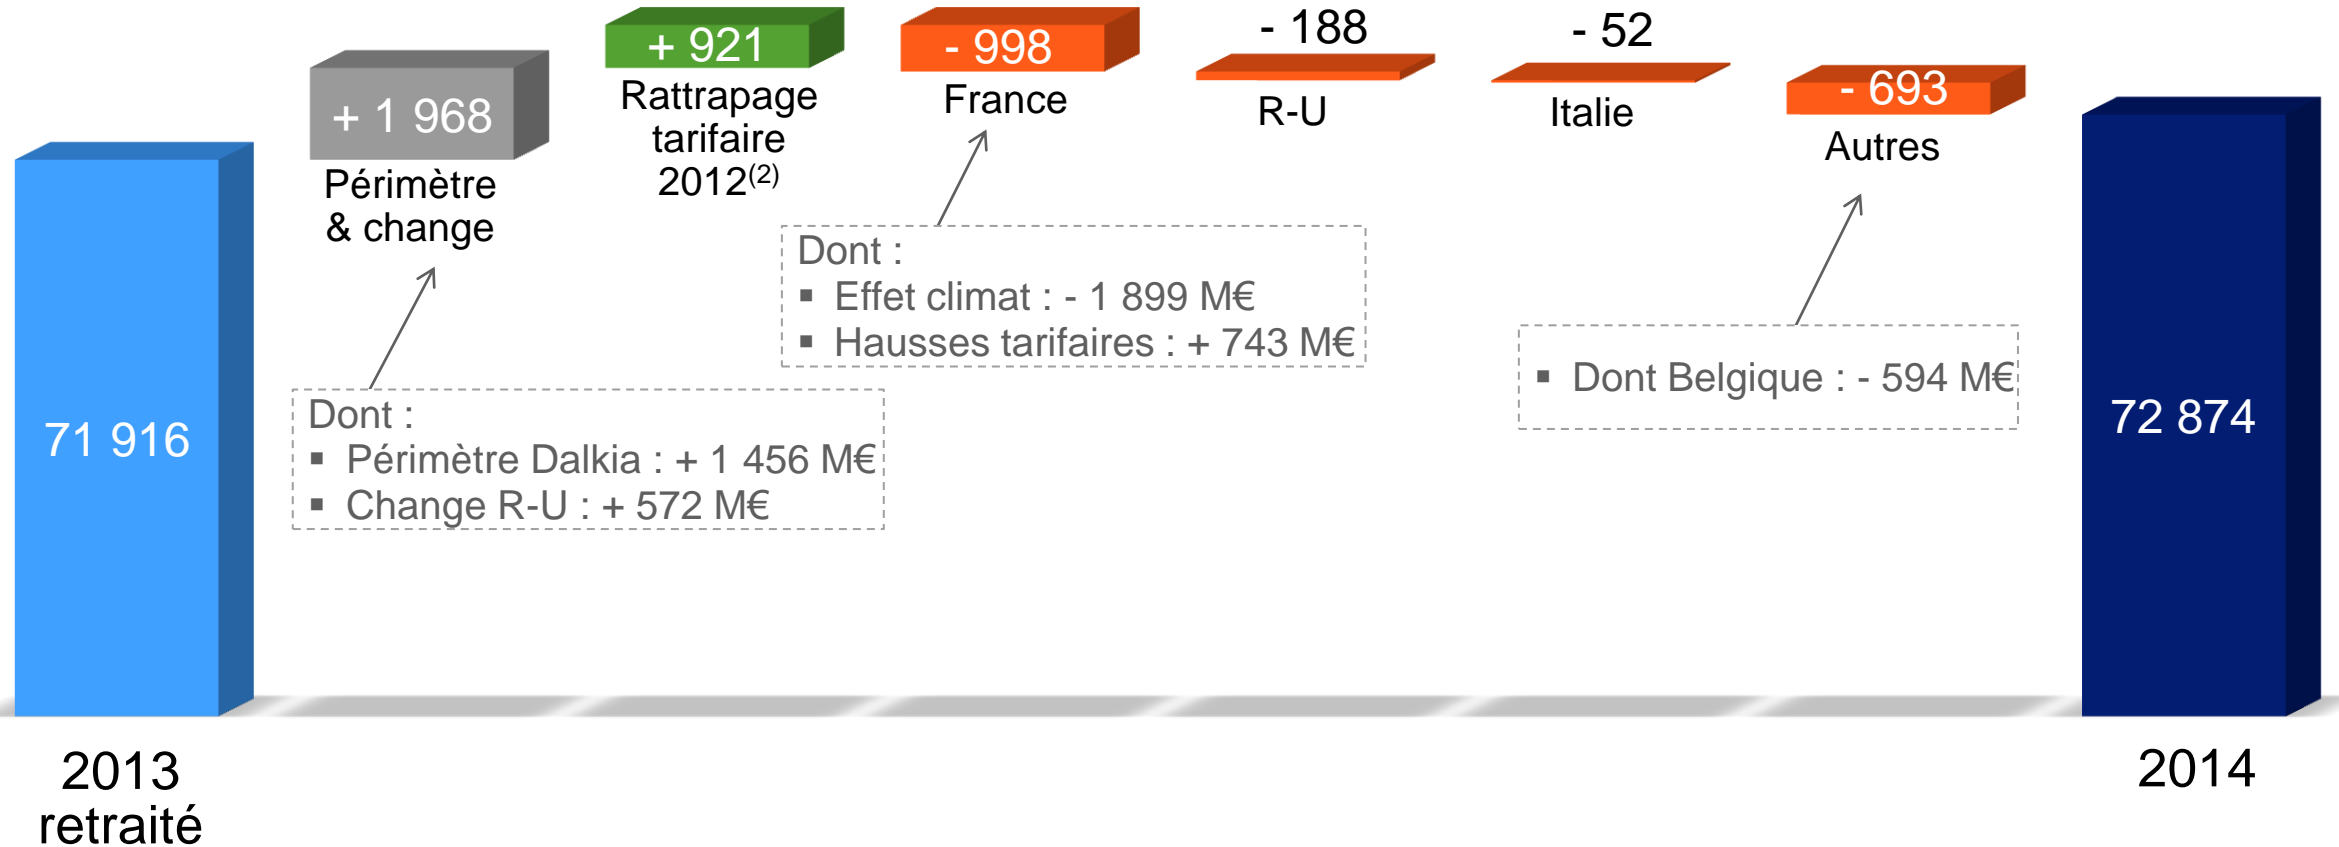 71 916
2013
retraité
+ 1 968
Périmètre
& change
Dont :
▪ Périmètre Dalkia : + 1 456 M€
▪ Change R-U : + 572 M€
+ 921
Rattrapage
tarifaire
2012(2)
- 998
France
Dont :
▪ Effet climat : - 1 899 M€
▪ Hausses tarifaires : + 743 M€
- 188
R-U
- 52
Italie
- 693
Autres
▪ Dont Belgique : - 594 M€
72 874
2014